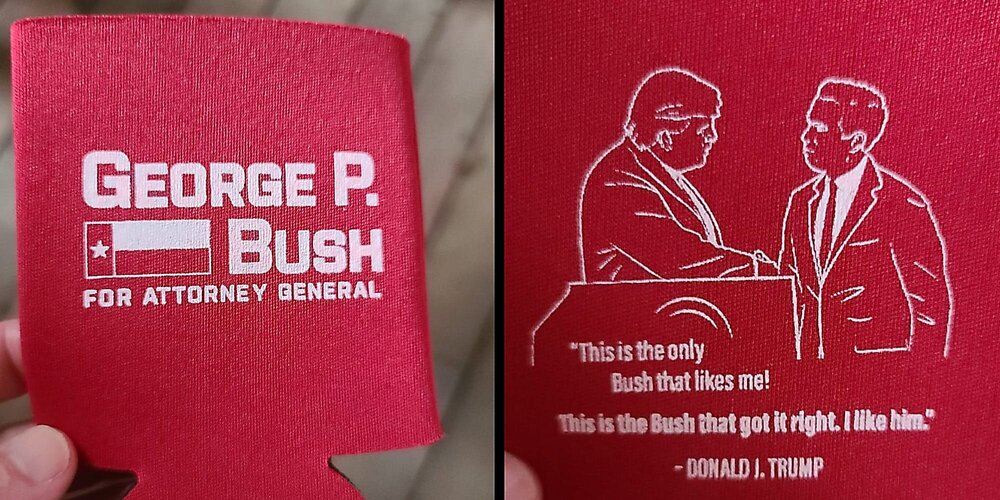 GEORGE P.
BUSH
FOR ATTORNEY GENERAL
"This is the only
Bush that likes me!
This is the Bush that got it right. I like him."
- DONALD J. TRUMP